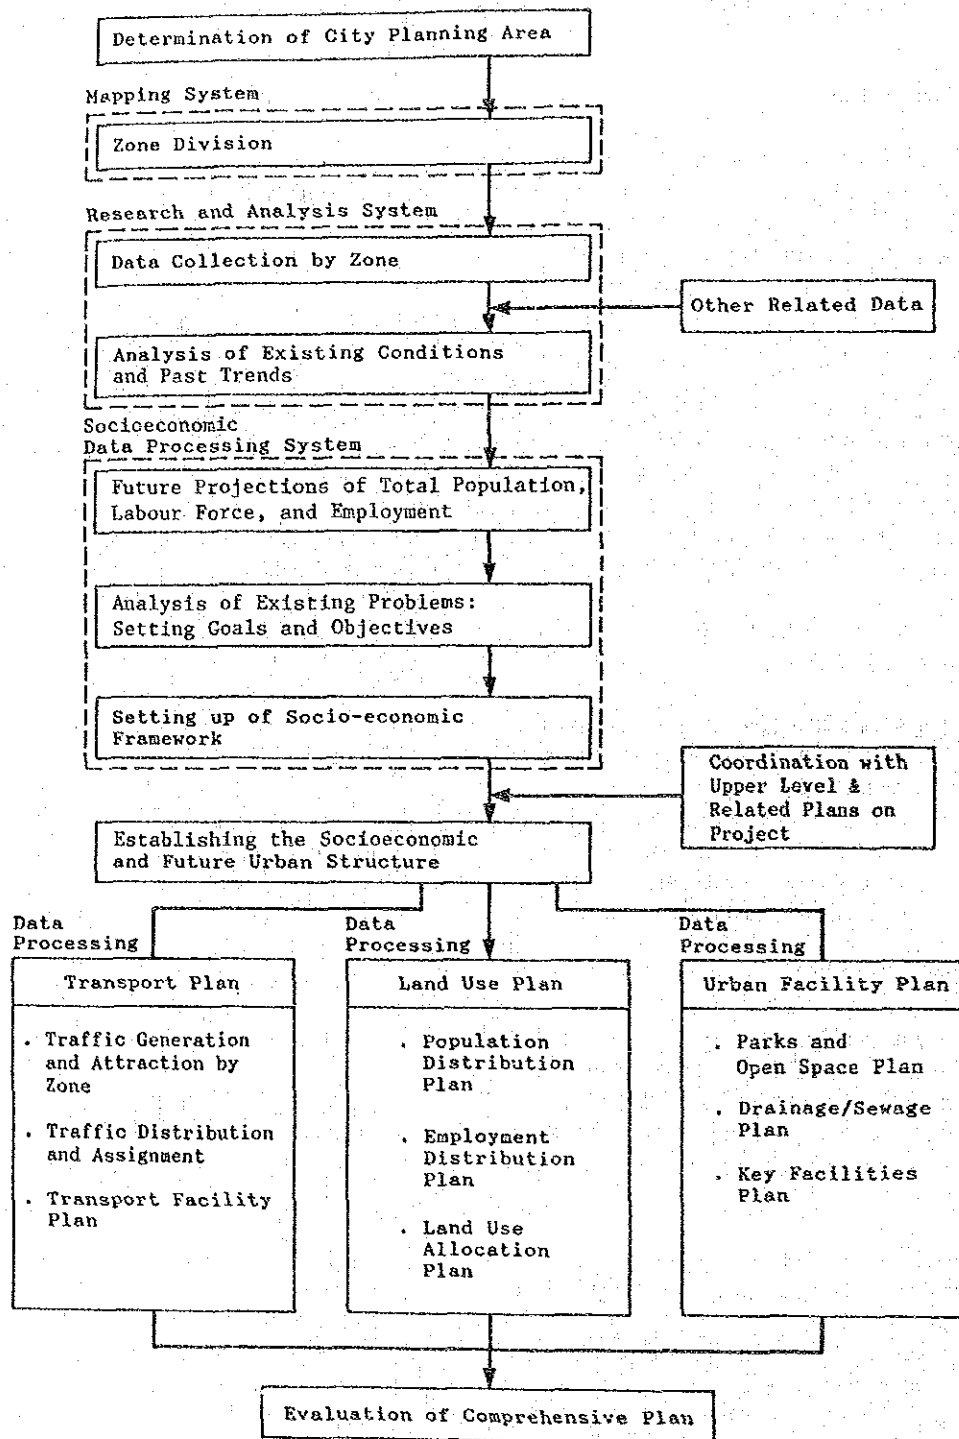 Determination of City Planning Area
Mapping System
Zone Division
Research and Analysis System
Data Collection by Zone
Other Related Data
Analysis of Existing Conditions
and Past Trends
Socioeconomic
Data Processing System
Future Projections of Total Population,
Labour Force, and Employment
Analysis of Existing Problems:
Setting Goals and Objectives
Setting up of Socio-economic
Framework
Coordination with
Upper Level &
Related Plans on
Project
Establishing the Socioeconomic
and Future Urban Structure
Data
Processing
Transport Plan
. Traffic Generation
and Attraction by
Zone
. Traffic Distribution
and Assignment
. Transport Facility
Plan
Data
Processing
Land Use Plan
. Population
Distribution
Plan
. Employment
Distribution
Plan
. Land Use
Allocation
Plan
Data
Processing
Urban Facility Plan
. Parks and
Open Space Plan
. Drainage/Sewage
Plan
. Key Facilities
Plan
Evaluation of Comprehensive Plan